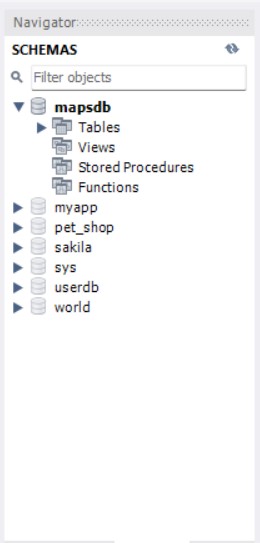 Navigator
SCHEMAS
Filter objects
mapsdb
Tables
Views
Stored Procedures
Functions
myapp
pet_shop
sakila
sys
userdb
world